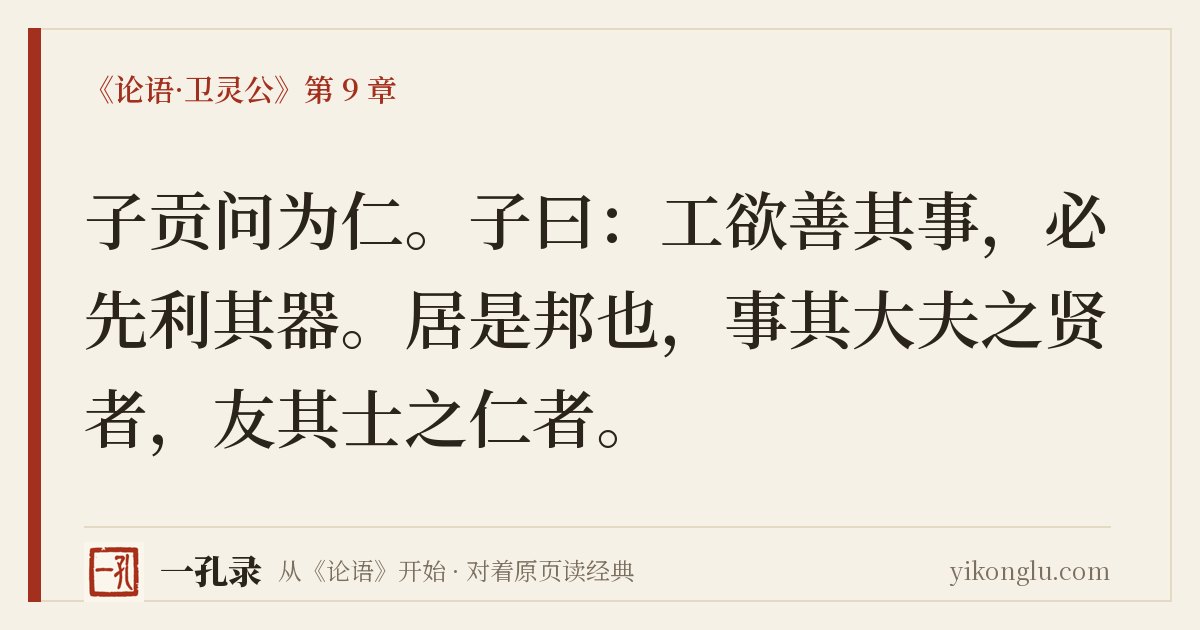 《论语·卫灵公》第 9 章
子贡问为仁。子曰：工欲善其事，必
先利其器。居是邦也，事其大夫之贤
者，友其士之仁者。
一孔 一孔录 从《论语》开始 · 对着原页读经典 yikonglu.com